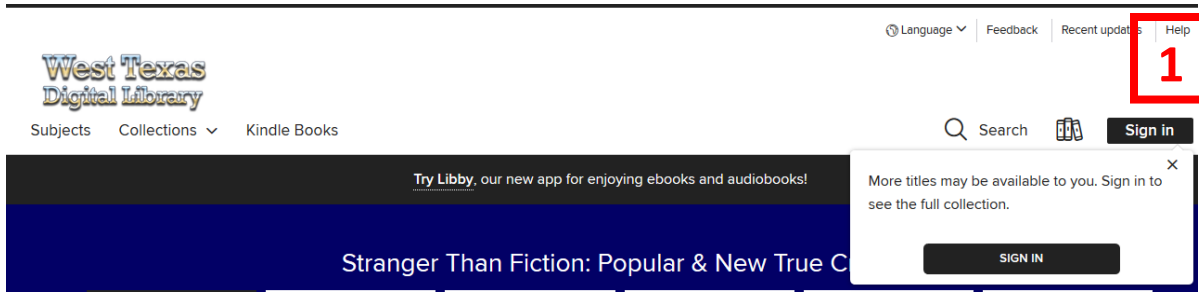 Language Feedback Recent updates Help
1
West Texas
Digital Library
Subjects Collections Kindle Books Search Sign in
Try Libby, our new app for enjoying ebooks and audiobooks!
More titles may be available to you. Sign in to
see the full collection.
SIGN IN
Stranger Than Fiction: Popular & New True